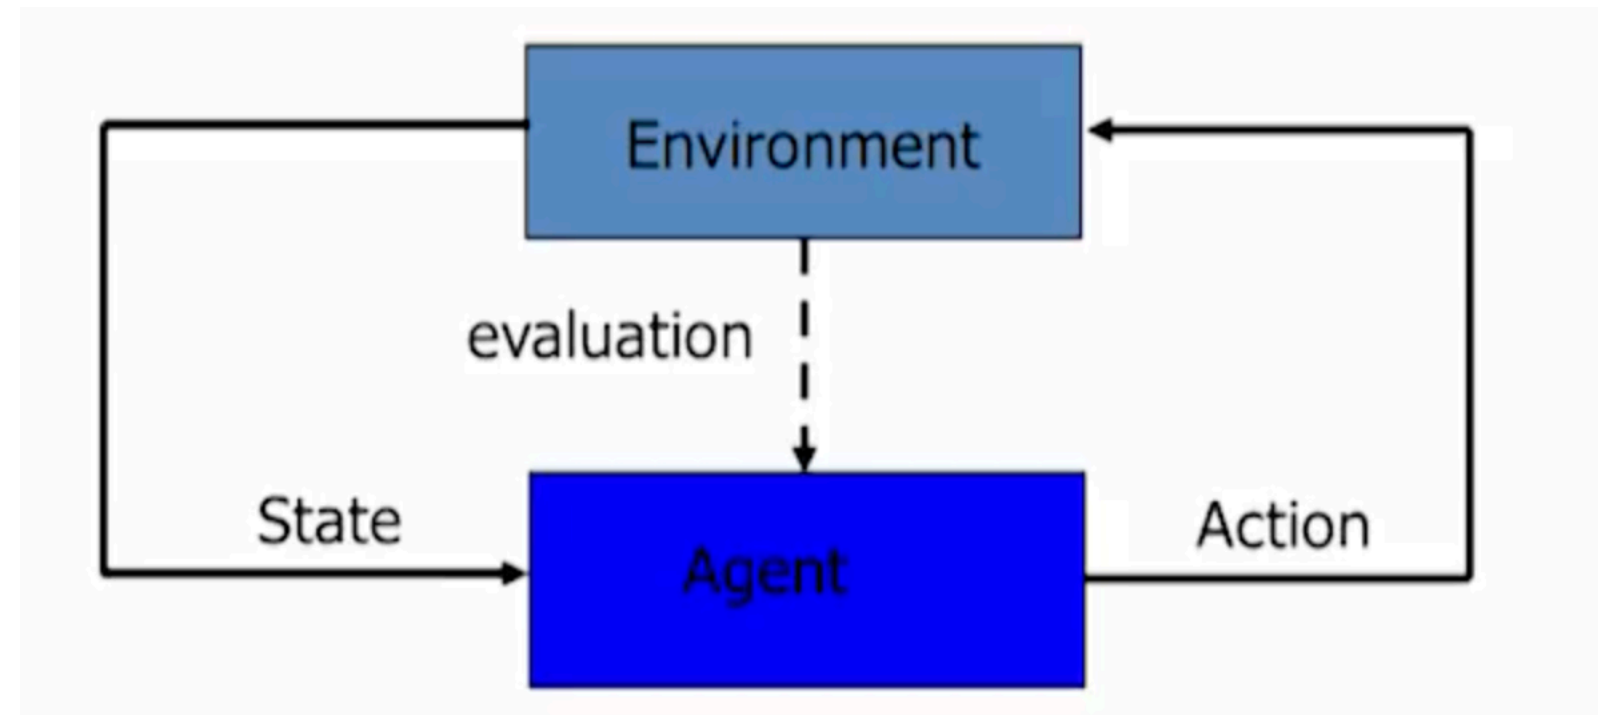 Environment
evaluation
State
Action
Agent